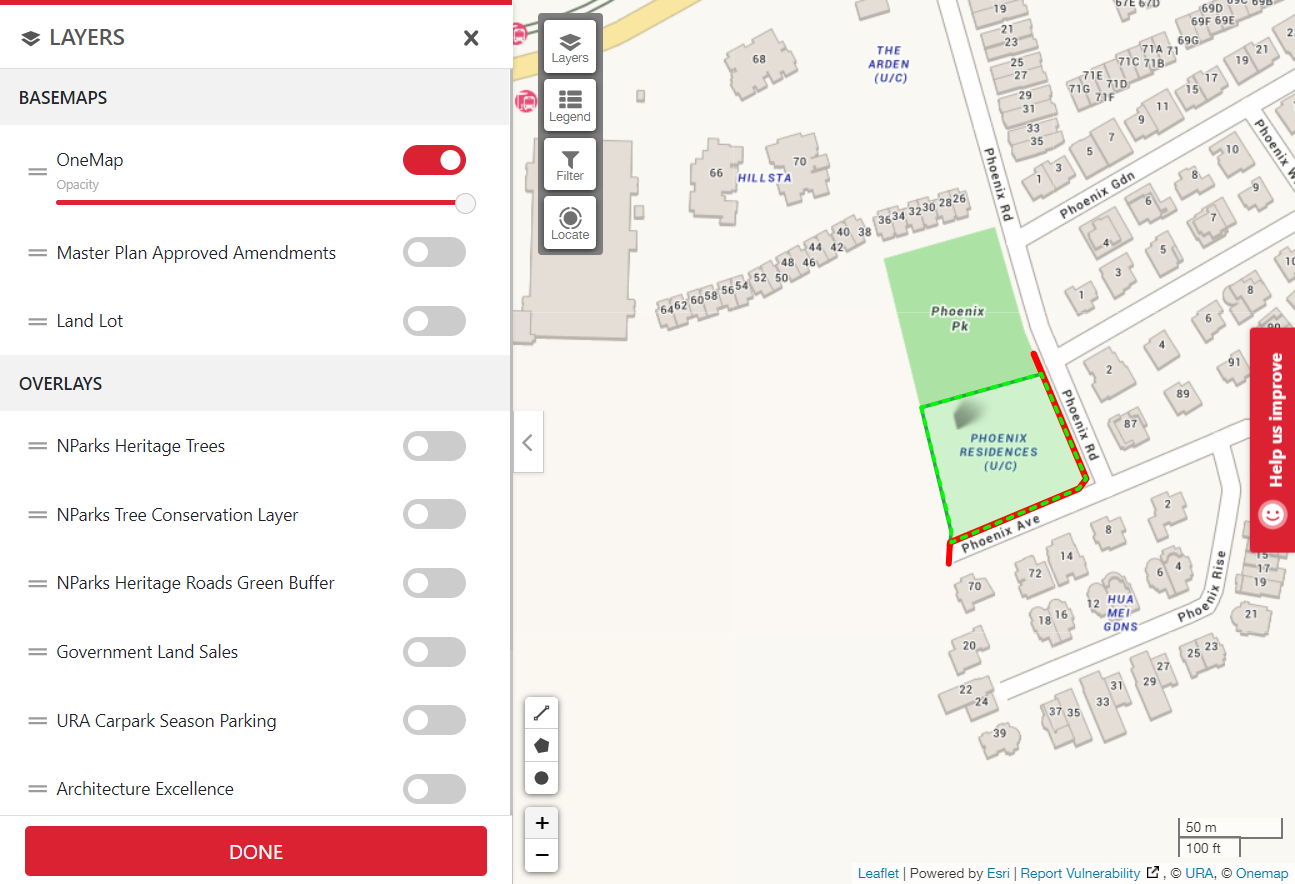 LAYERS
BASEMAPS
OneMap
Opacity
Master Plan Approved Amendments
Land Lot
OVERLAYS
NParks Heritage Trees
NParks Tree Conservation Layer
NParks Heritage Roads Green Buffer
Government Land Sales
URA Carpark Season Parking
Architecture Excellence
DONE
Layers
Legend
Filter
Locate
68
THE
ARDEN
(U/C)
19
21
23
25
27
29
31
33
35
67E 67D
69D
69F 69E
69G
71A 71
71C 71B
71E
71D
71G
71F
19
21
17
15
11
9
7
5
3
1
66
70
HILLSTA
Phoenix Rd
Phoenix Gdn
10
8
6
4
9
7
5
3
1
26
28
30
32
34
36
38
40
42
44
46
48
50
52
54
56
58
60
62
64
Phoenix
Pk
10
8
6
4
2
91
89
87
Phoenix Rd
PHOENIX
RESIDENCES
(U/C)
Phoenix Ave
2
8
14
72
70
6
4
12
HUA
MEI
GDNS
16
18
Phoenix Rise
15
17
19
21
20
22
24
25
23
27
29
31
33
35
37
39
Help us improve
+
−
50 m
100 ft
Leaflet | Powered by Esri | Report Vulnerability , © URA, © Onemap